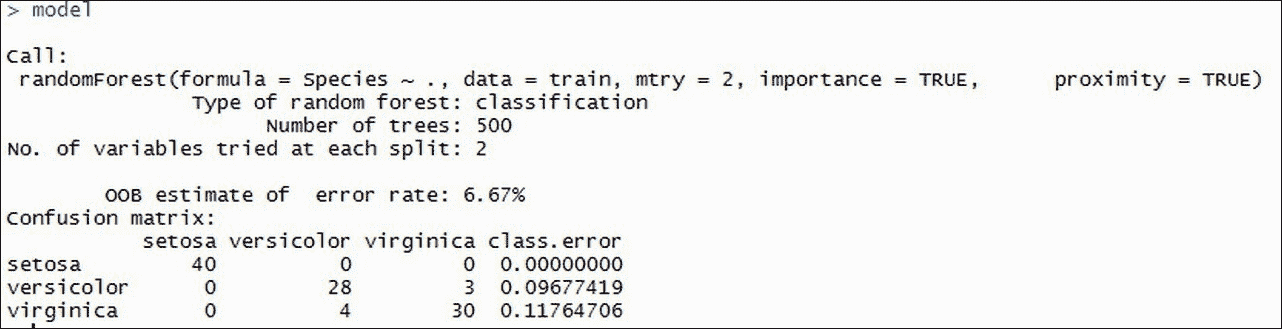 > model
Call:
randomForest(formula = Species ~ ., data = train, mtry = 2, importance = TRUE,      proximity = TRUE)
Type of random forest: classification
Number of trees: 500
No. of variables tried at each split: 2
OOB estimate of  error rate: 6.67%
Confusion matrix:
setosa versicolor virginica class.error
setosa 40 0 0 0.00000000
versicolor 0 28 3 0.09677419
virginica 0 4 30 0.11764706